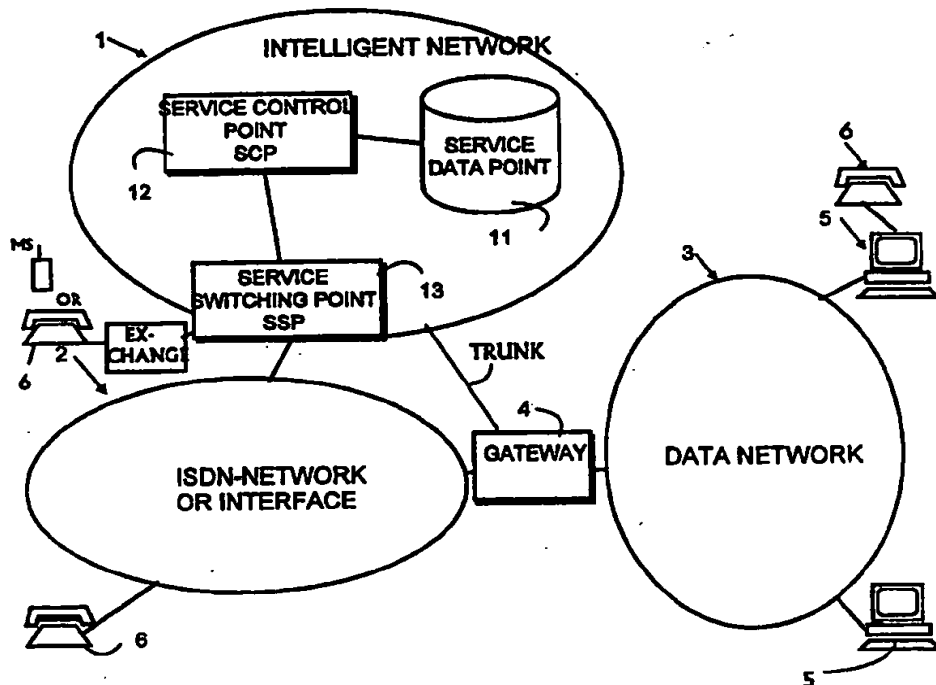 1
INTELLIGENT NETWORK
SERVICE CONTROL
POINT
SCP
12
SERVICE
DATA POINT
11
6
5
MS
OR
6
2
EX-
CHANGE
SERVICE
SWITCHING POINT
SSP
13
3
TRUNK
4
GATEWAY
ISDN-NETWORK
OR INTERFACE
DATA NETWORK
6
5